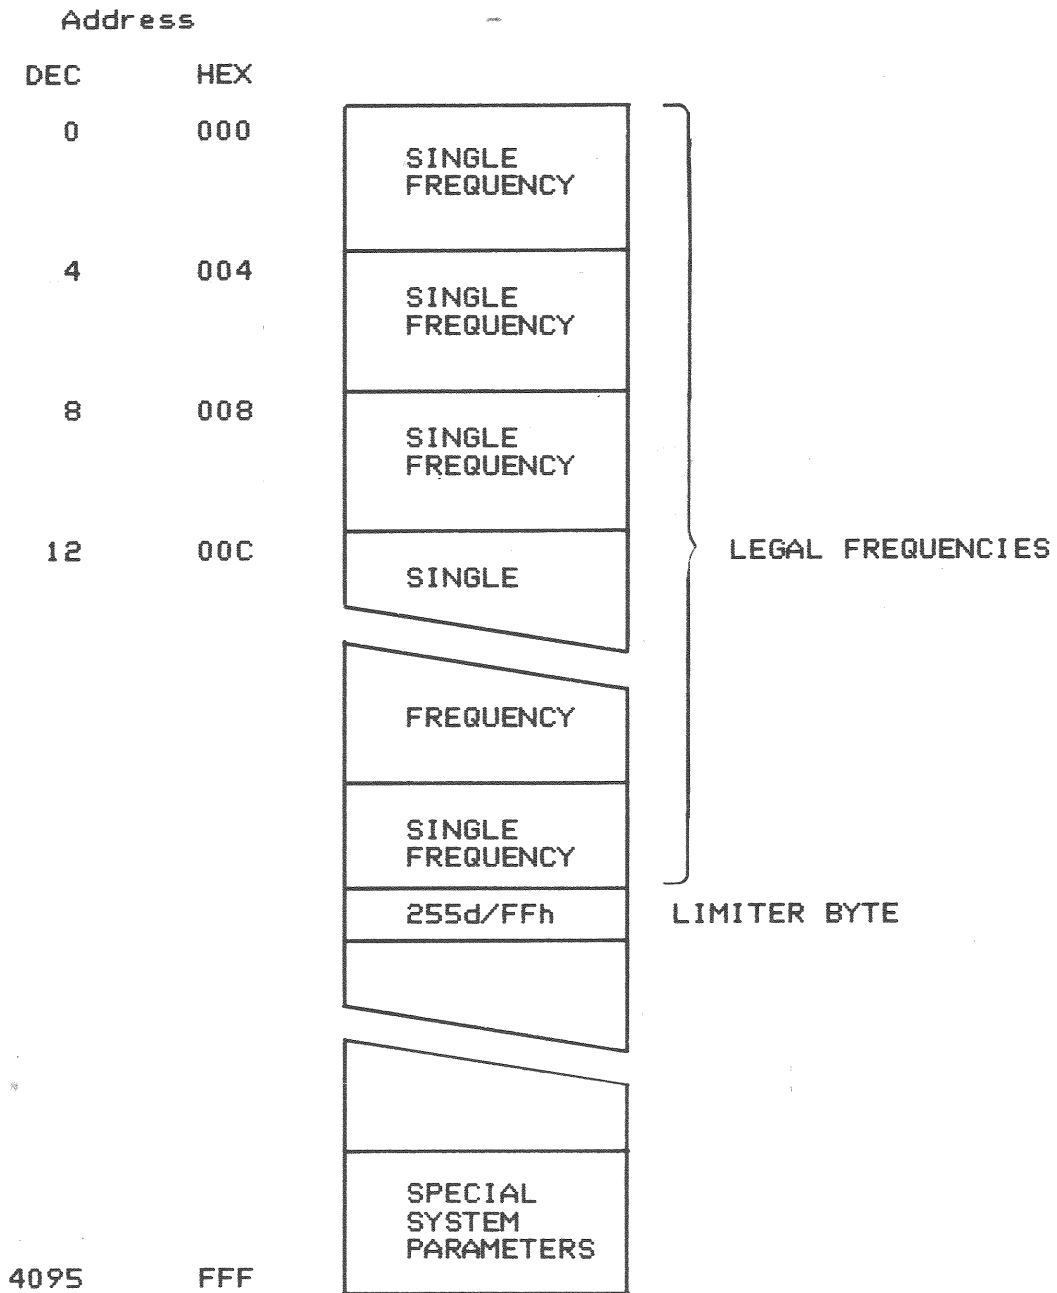 Address
DEC HEX
0 000
SINGLE
FREQUENCY
4 004
SINGLE
FREQUENCY
8 008
SINGLE
FREQUENCY
12 00C
LEGAL FREQUENCIES
SINGLE
FREQUENCY
SINGLE
FREQUENCY
255d/FFh LIMITER BYTE
SPECIAL
SYSTEM
PARAMETERS
4095 FFF